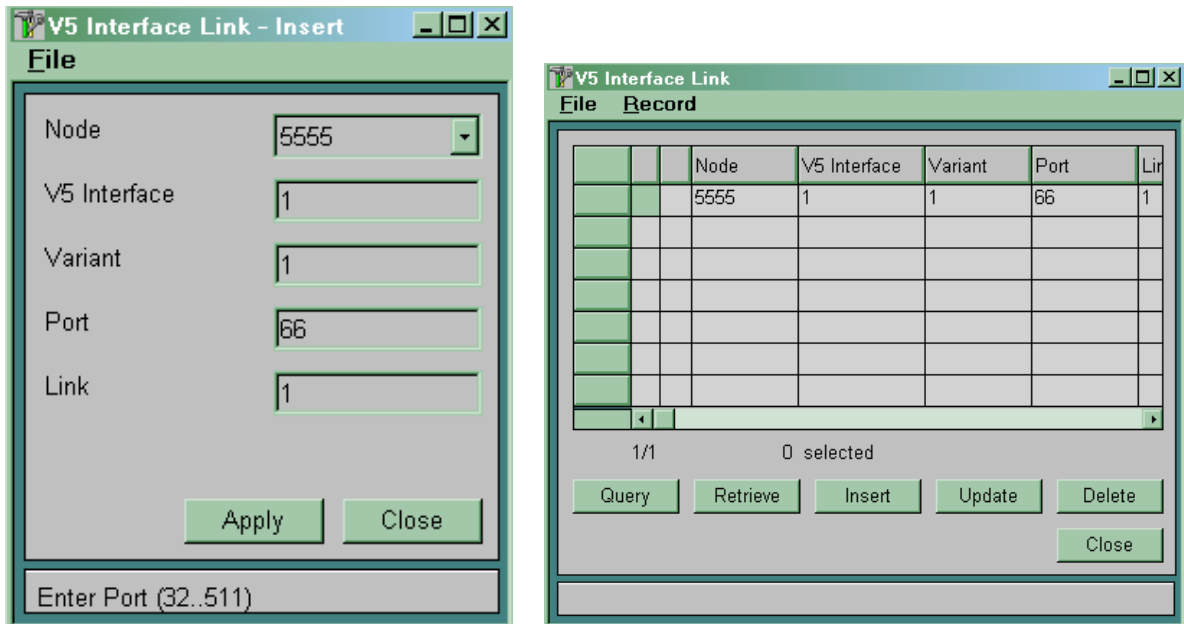 V5 Interface Link - Insert
File
Node 5555
V5 Interface 1
Variant 1
Port 66
Link 1
Apply Close
Enter Port (32..511)
V5 Interface Link
File Record
Node V5 Interface Variant Port Lin
5555 1 1 66 1
1/1 0 selected
Query Retrieve Insert Update Delete
Close